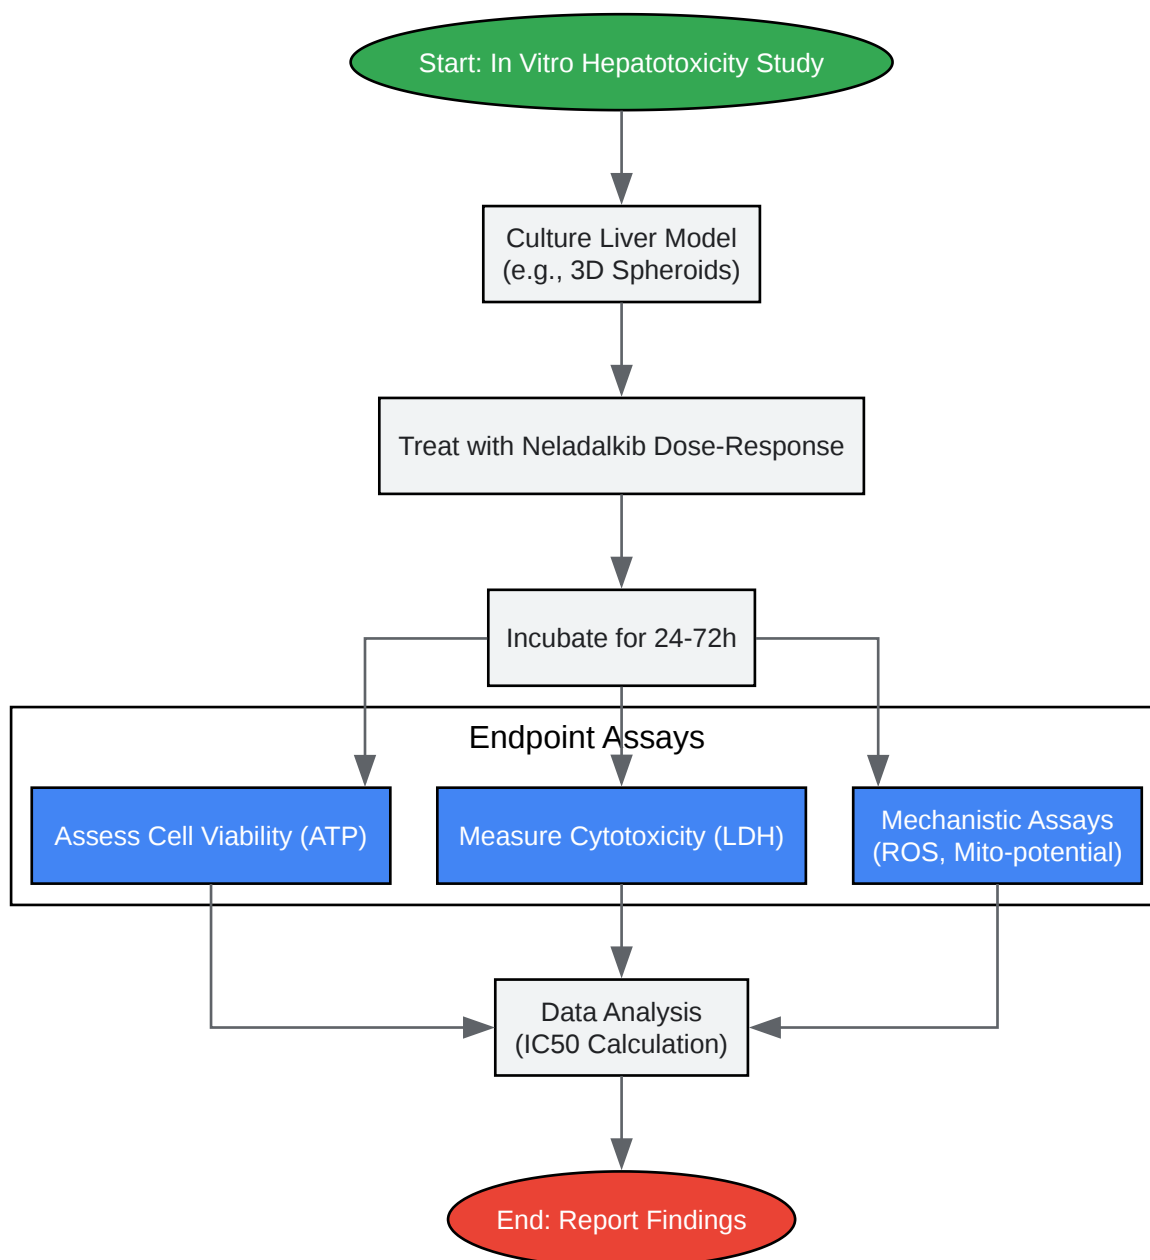 Start: In Vitro Hepatotoxicity Study
Culture Liver Model
(e.g., 3D Spheroids)
Treat with Neladalkib Dose-Response
Incubate for 24-72h
Endpoint Assays
Assess Cell Viability (ATP)
Measure Cytotoxicity (LDH)
Mechanistic Assays
(ROS, Mito-potential)
Data Analysis
(IC50 Calculation)
End: Report Findings